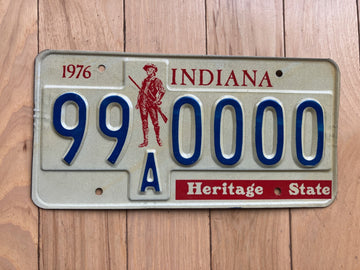 1976 INDIANA
99 A 0000
Heritage State